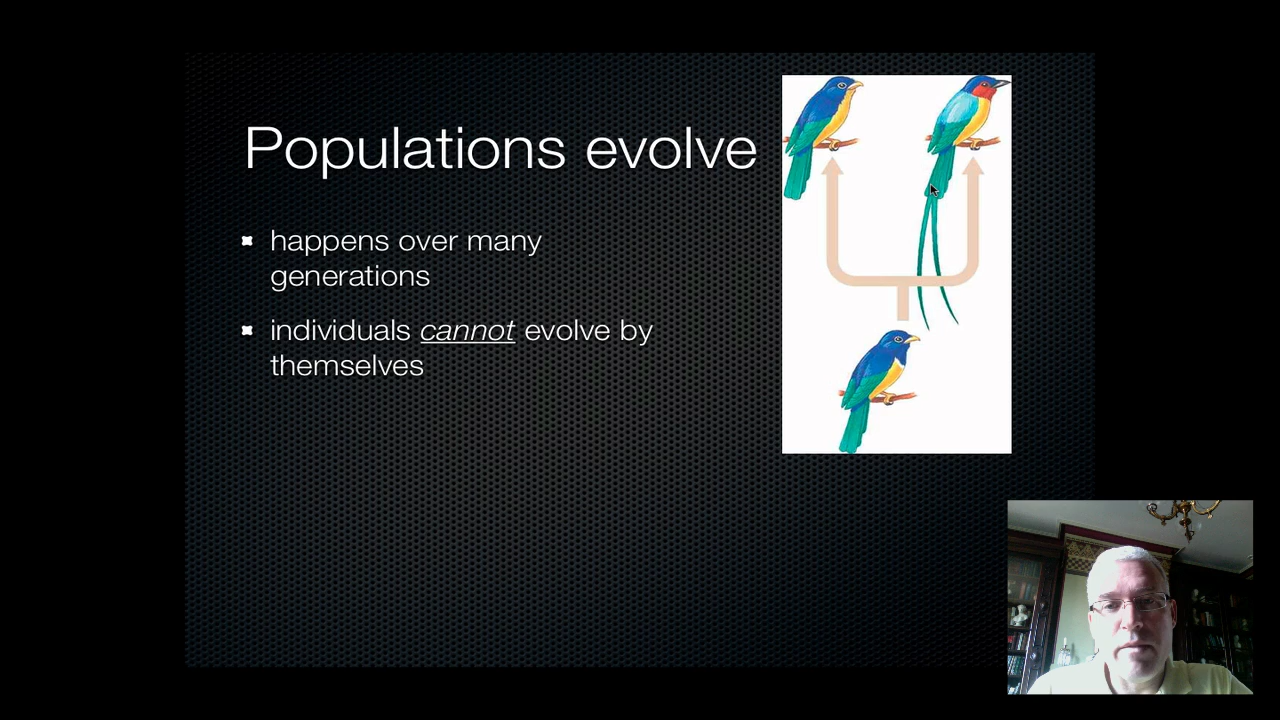 Populations evolve
happens over many
generations
individuals cannot evolve by
themselves